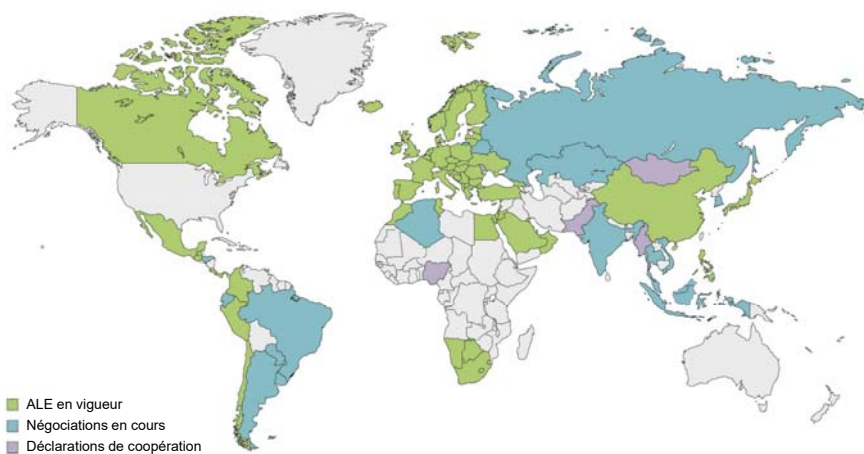 ALE en vigueur
Négociations en cours
Déclarations de coopération